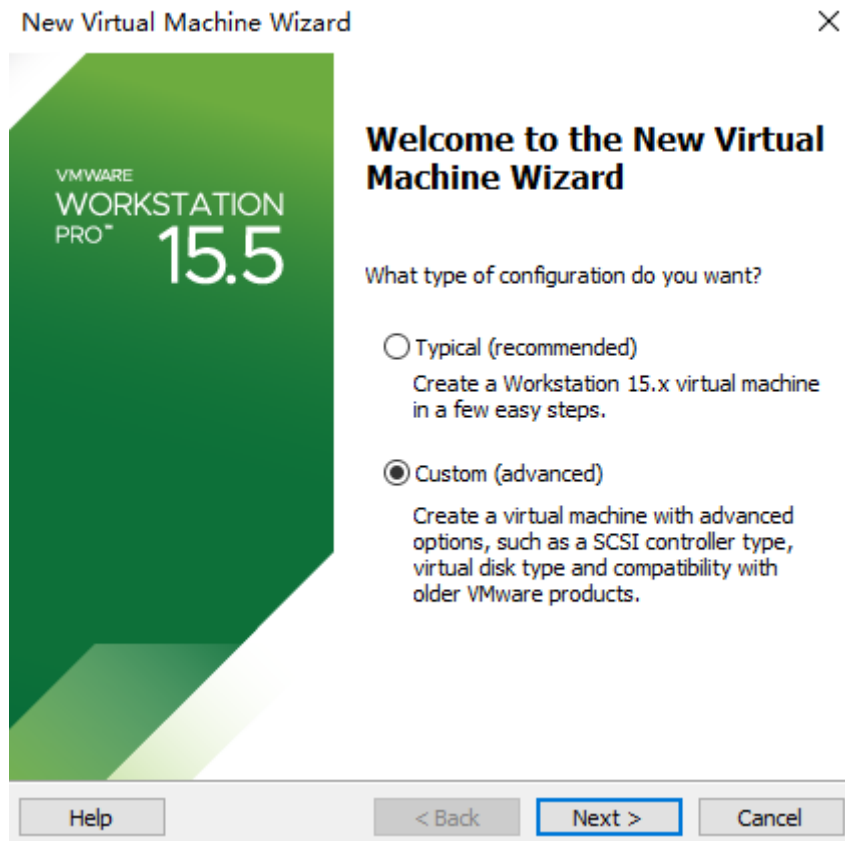 New Virtual Machine Wizard
VMWARE
WORKSTATION
PRO™ 15.5
Welcome to the New Virtual
Machine Wizard
What type of configuration do you want?
Typical (recommended)
Create a Workstation 15.x virtual machine
in a few easy steps.
Custom (advanced)
Create a virtual machine with advanced
options, such as a SCSI controller type,
virtual disk type and compatibility with
older VMware products.
Help < Back Next > Cancel